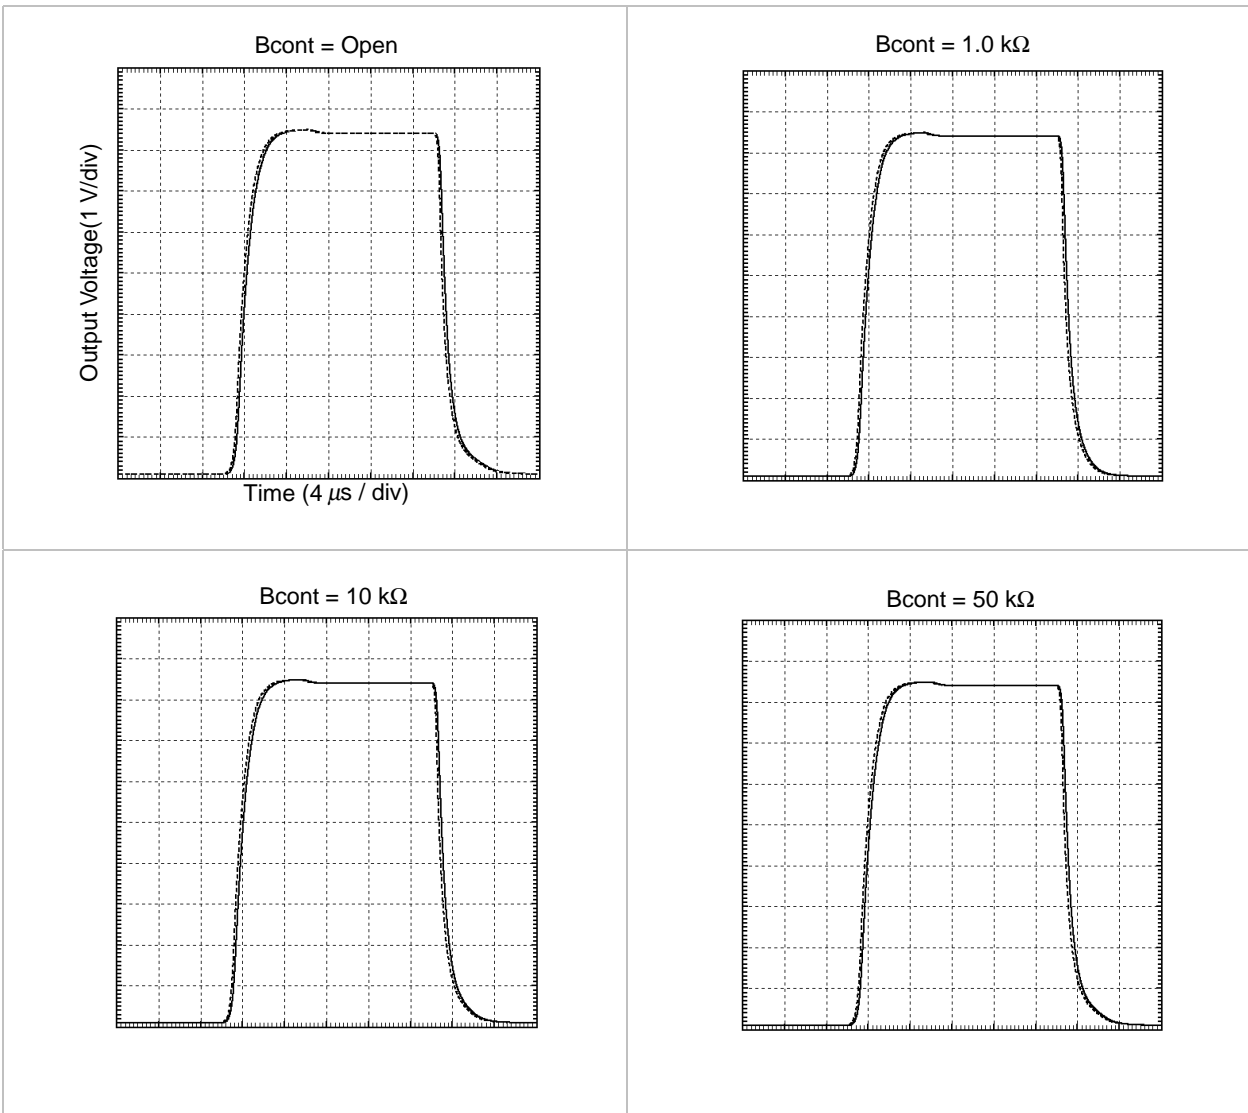 Bcont = Open
Bcont = 1.0 kΩ
Output Voltage(1 V/div)
Time (4 μs / div)
Bcont = 10 kΩ
Bcont = 50 kΩ